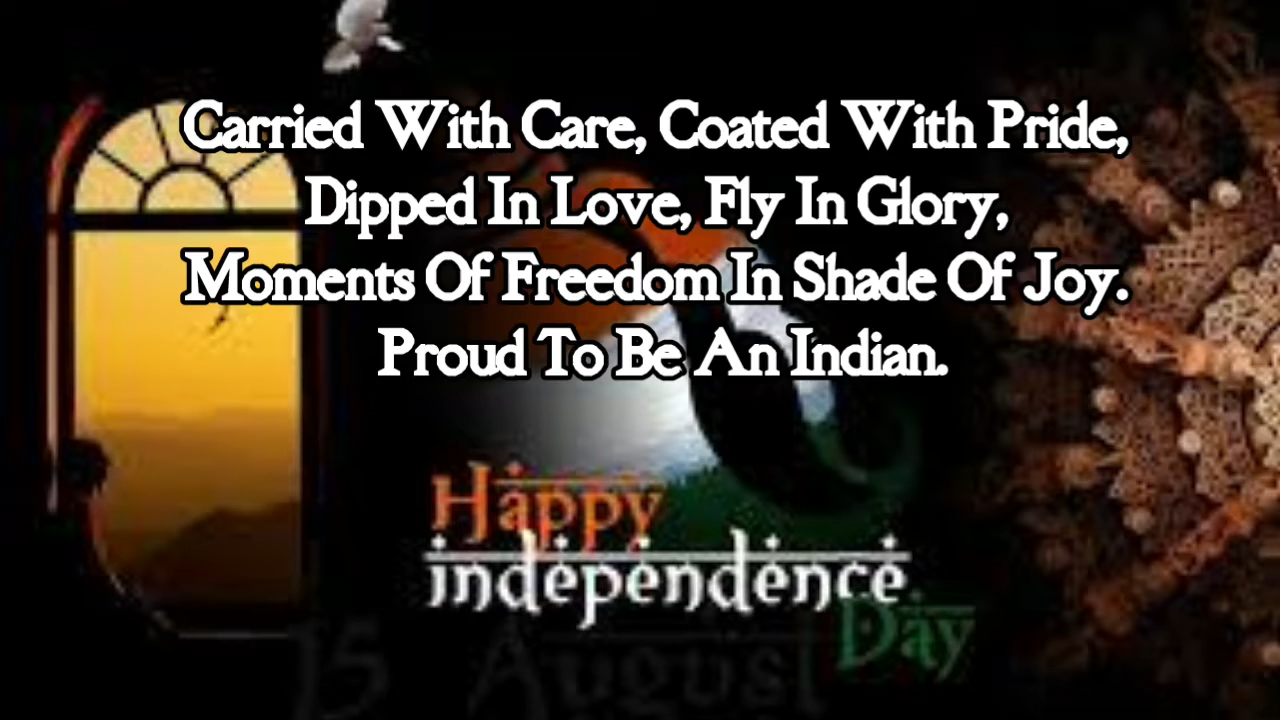 Carried With Care, Coated With Pride,
Dipped In Love, Fly In Glory,
Moments Of Freedom In Shade Of Joy.
Proud To Be An Indian.
Happy
independence
Day
15 August